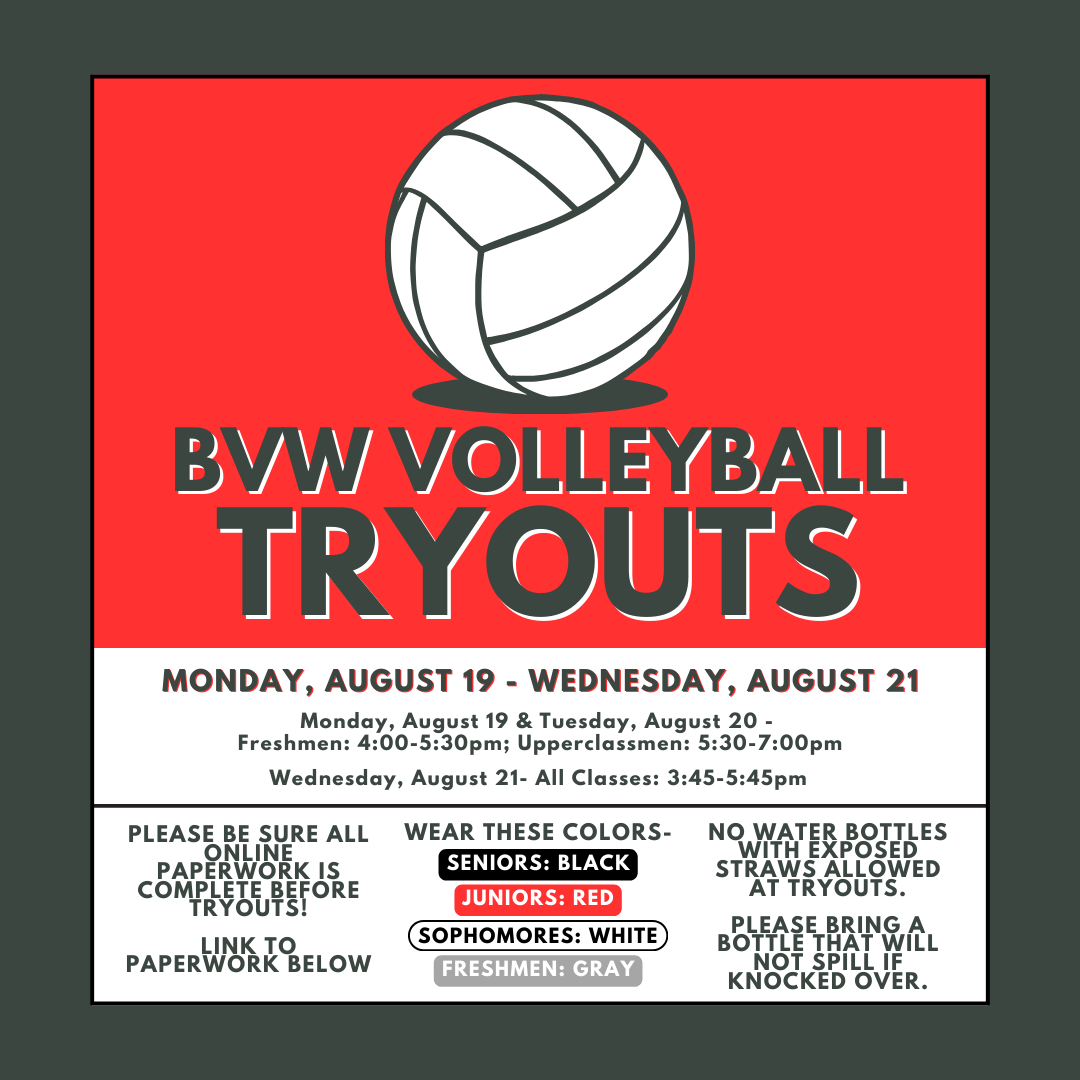 BVW VOLLEYBALL
TRYOUTS
MONDAY, AUGUST 19 - WEDNESDAY, AUGUST 21
Monday, August 19 & Tuesday, August 20 -
Freshmen: 4:00-5:30pm; Upperclassmen: 5:30-7:00pm
Wednesday, August 21- All Classes: 3:45-5:45pm
PLEASE BE SURE ALL
ONLINE
PAPERWORK IS
COMPLETE BEFORE
TRYOUTS!
LINK TO
PAPERWORK BELOW
WEAR THESE COLORS-
SENIORS: BLACK
JUNIORS: RED
SOPHOMORES: WHITE
FRESHMEN: GRAY
NO WATER BOTTLES
WITH EXPOSED
STRAWS ALLOWED
AT TRYOUTS.
PLEASE BRING A
BOTTLE THAT WILL
NOT SPILL IF
KNOCKED OVER.